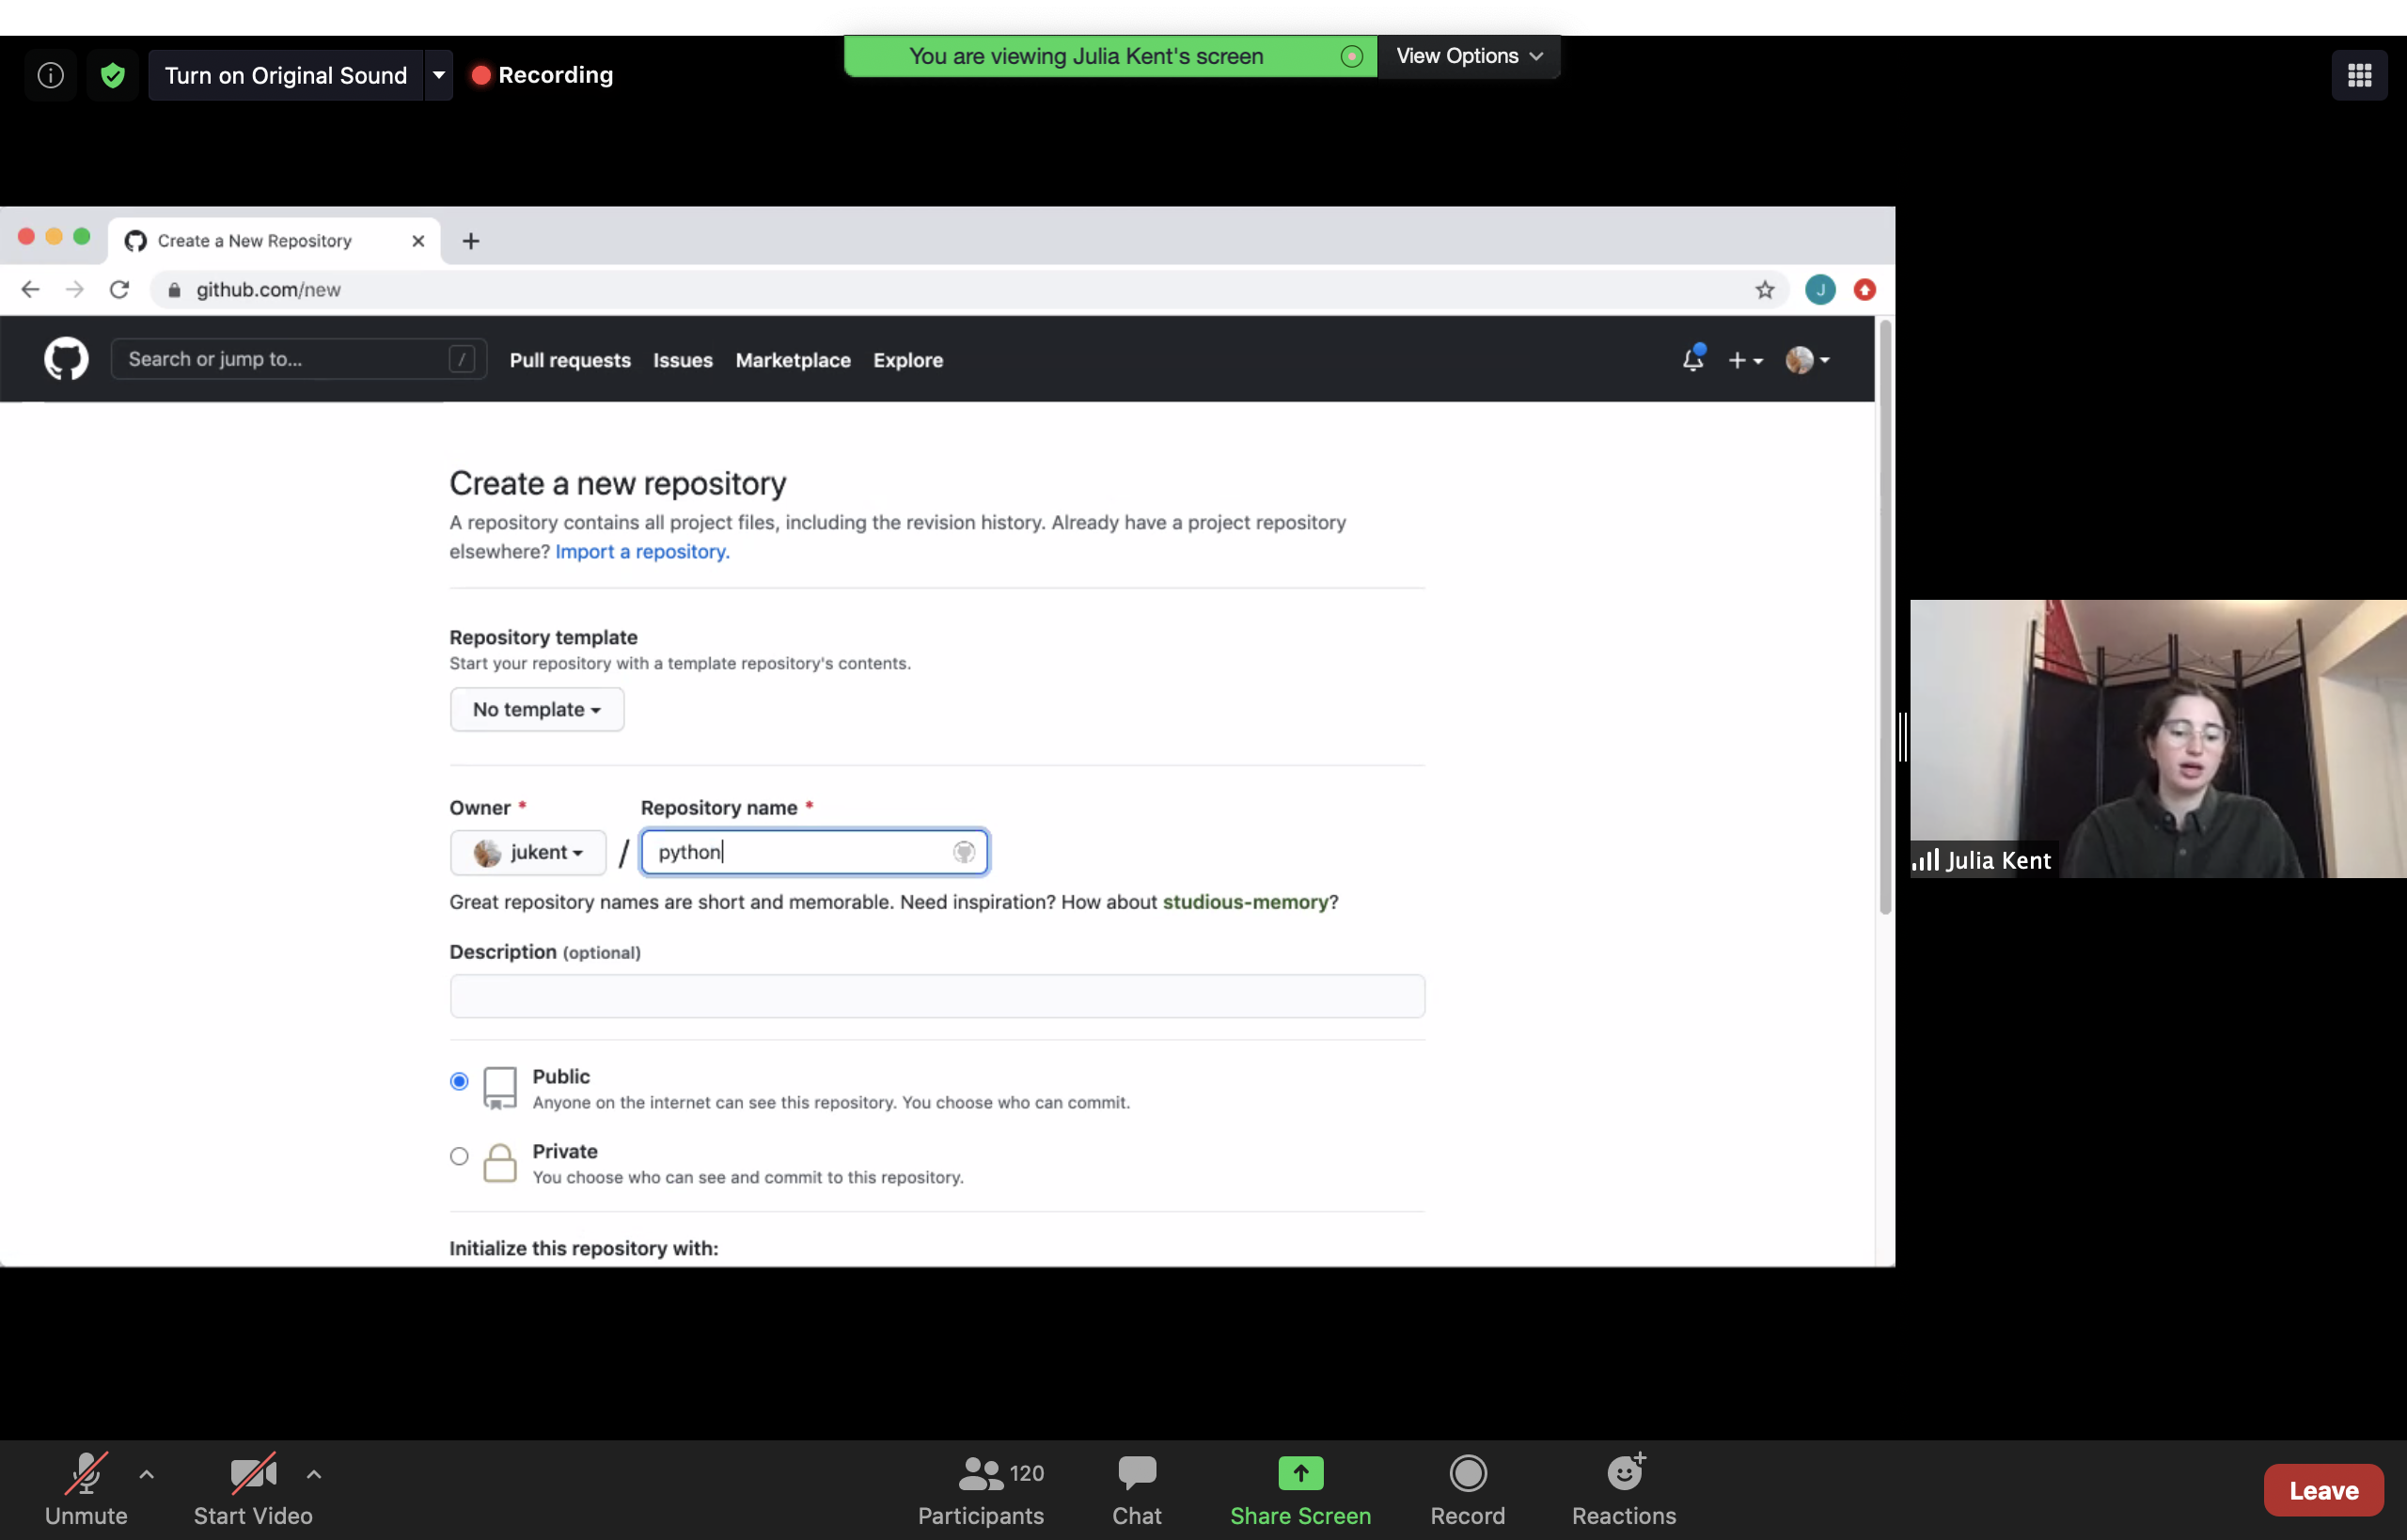 Turn on Original Sound
Recording
You are viewing Julia Kent's screen
View Options
Create a New Repository
github.com/new
J
Search or jump to...
/
Pull requests
Issues
Marketplace
Explore
Create a new repository
A repository contains all project files, including the revision history. Already have a project repository
elsewhere? Import a repository.
Repository template
Start your repository with a template repository's contents.
No template
Owner *
Repository name *
jukent
/
python
Great repository names are short and memorable. Need inspiration? How about studious-memory?
Description (optional)
Public
Anyone on the internet can see this repository. You choose who can commit.
Private
You choose who can see and commit to this repository.
Initialize this repository with:
Julia Kent
Unmute
Start Video
120
Participants
Chat
Share Screen
Record
Reactions
Leave